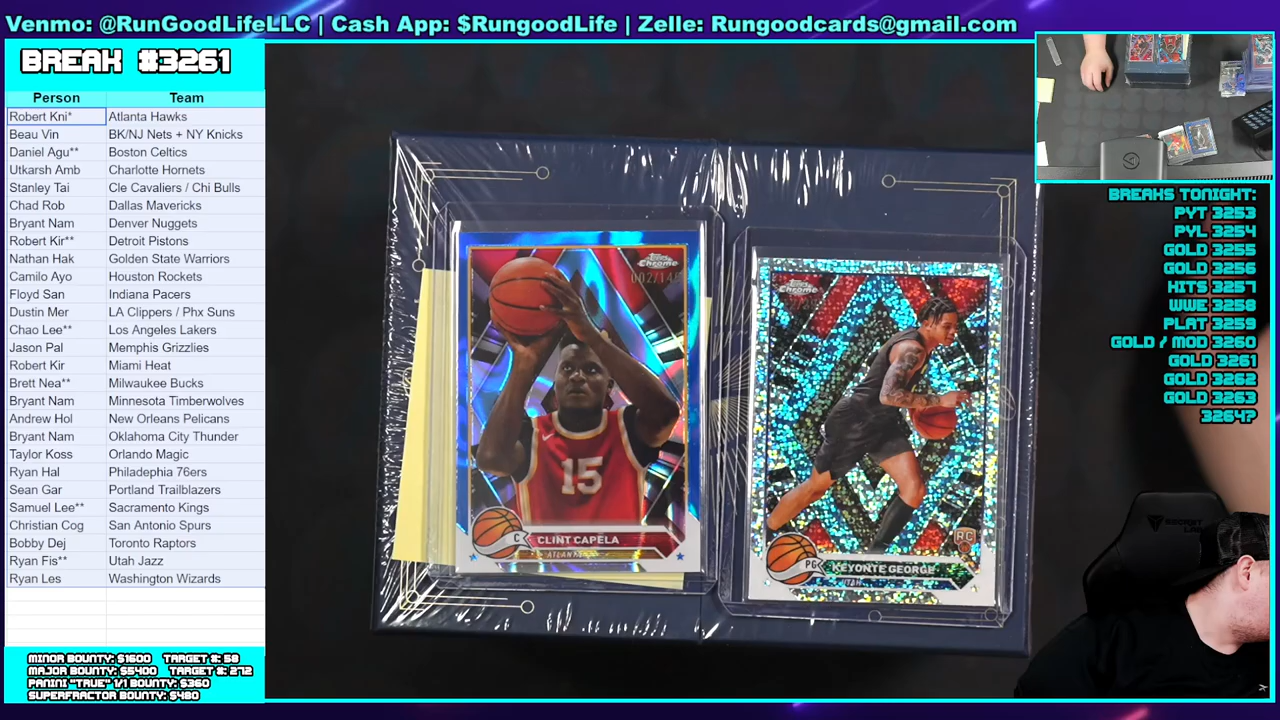 Venmo: @RunGoodLifeLLC | Cash App: $RungoodLife | Zelle: Rungoodcards@gmail.com
BREAK #3261
Person Team
Robert Kni* Atlanta Hawks
Beau Vin BK/NJ Nets + NY Knicks
Daniel Agu** Boston Celtics
Utkarsh Amb Charlotte Hornets
Stanley Tai Cle Cavaliers / Chi Bulls
Chad Rob Dallas Mavericks
Bryant Nam Denver Nuggets
Robert Kir** Detroit Pistons
Nathan Hak Golden State Warriors
Camilo Ayo Houston Rockets
Floyd San Indiana Pacers
Dustin Mer LA Clippers / Phx Suns
Chao Lee** Los Angeles Lakers
Jason Pal Memphis Grizzlies
Robert Kir Miami Heat
Brett Nea** Milwaukee Bucks
Bryant Nam Minnesota Timberwolves
Andrew Hol New Orleans Pelicans
Bryant Nam Oklahoma City Thunder
Taylor Koss Orlando Magic
Ryan Hal Philadephia 76ers
Sean Gar Portland Trailblazers
Samuel Lee** Sacramento Kings
Christian Cog San Antonio Spurs
Bobby Dej Toronto Raptors
Ryan Fis** Utah Jazz
Ryan Les Washington Wizards
MINOR BOUNTY: $1600 TARGET #: 58
MAJOR BOUNTY: $5400 TARGET #: 272
PANINI "TRUE" 1/1 BOUNTY: $360
SUPERFRACTOR BOUNTY: $480
Topps
Chrome
15
C
CLINT CAPELA
Topps
Chrome
RC
PG
KEYONTE GEORGE
UTAH
BREAKS TONIGHT:
PYT 3253
PYL 3254
GOLD 3255
GOLD 3256
HITS 3257
WWE 3258
PLAT 3259
GOLD / MOD 3260
GOLD 3261
GOLD 3262
GOLD 3263
3264?